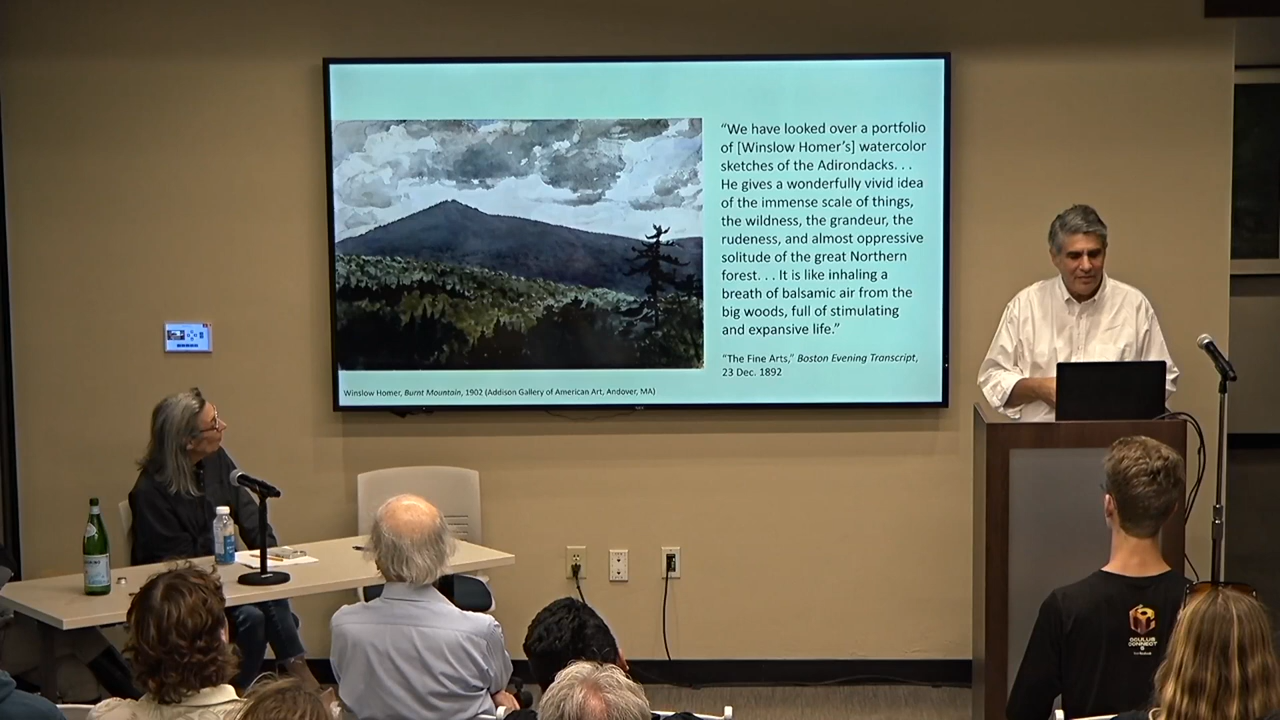 “We have looked over a portfolio
of [Winslow Homer’s] watercolor
sketches of the Adirondacks. . .
He gives a wonderfully vivid idea
of the immense scale of things,
the wildness, the grandeur, the
rudeness, and almost oppressive
solitude of the great Northern
forest. . . It is like inhaling a
breath of balsamic air from the
big woods, full of stimulating
and expansive life.”
“The Fine Arts,” Boston Evening Transcript,
23 Dec. 1892
Winslow Homer, Burnt Mountain, 1902 (Addison Gallery of American Art, Andover, MA)
OCULUS
CONNECT